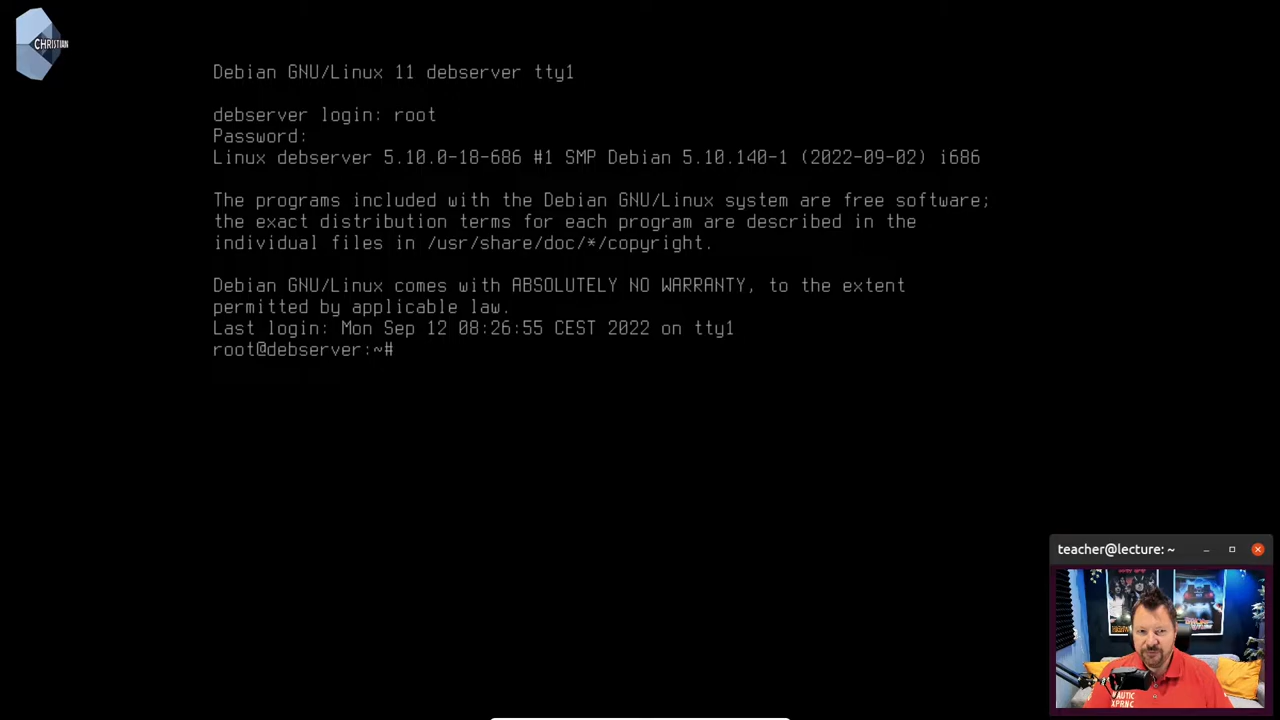 CHRISTIAN
Debian GNU/Linux 11 debserver tty1
debserver login: root
Password:
Linux debserver 5.10.0-18-686 #1 SMP Debian 5.10.140-1 (2022-09-02) i686
The programs included with the Debian GNU/Linux system are free software;
the exact distribution terms for each program are described in the
individual files in /usr/share/doc/*/copyright.
Debian GNU/Linux comes with ABSOLUTELY NO WARRANTY, to the extent
permitted by applicable law.
Last login: Mon Sep 12 08:26:55 CEST 2022 on tty1
root@debserver:~#
teacher@lecture: ~